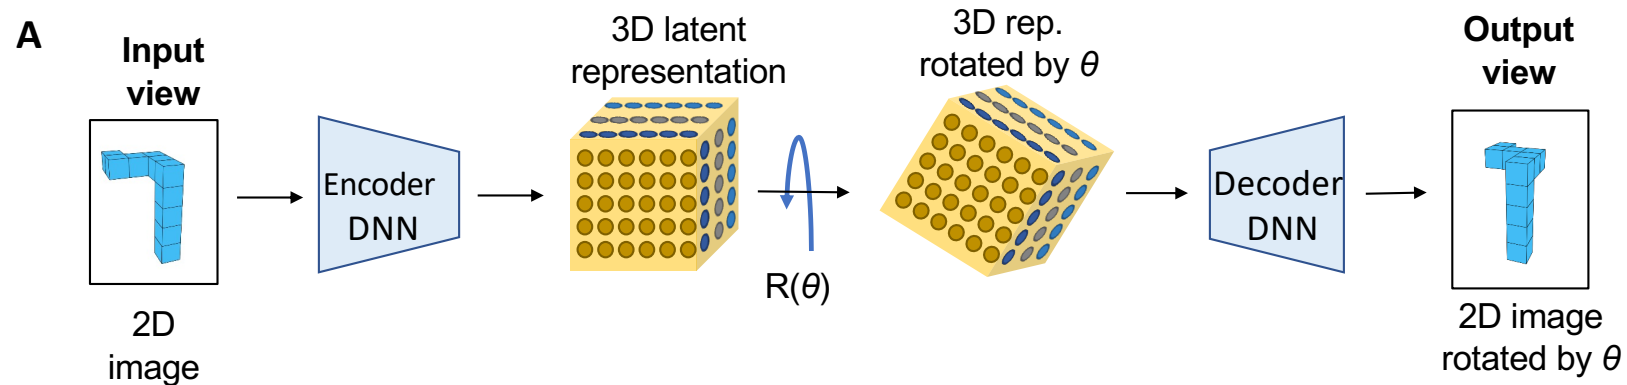 A
Input
view
2D
image
Encoder
DNN
3D latent
representation
R(θ)
3D rep.
rotated by θ
Decoder
DNN
Output
view
2D image
rotated by θ